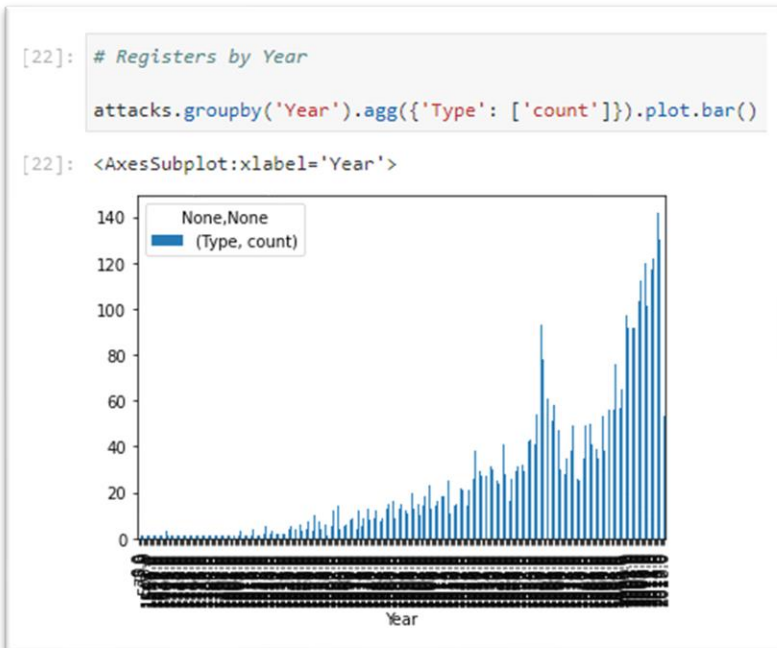 [22]: # Registers by Year
attacks.groupby('Year').agg({'Type': ['count']}).plot.bar()
[22]: <AxesSubplot:xlabel='Year'>
None,None
(Type, count)
140
120
100
80
60
40
20
0
Year